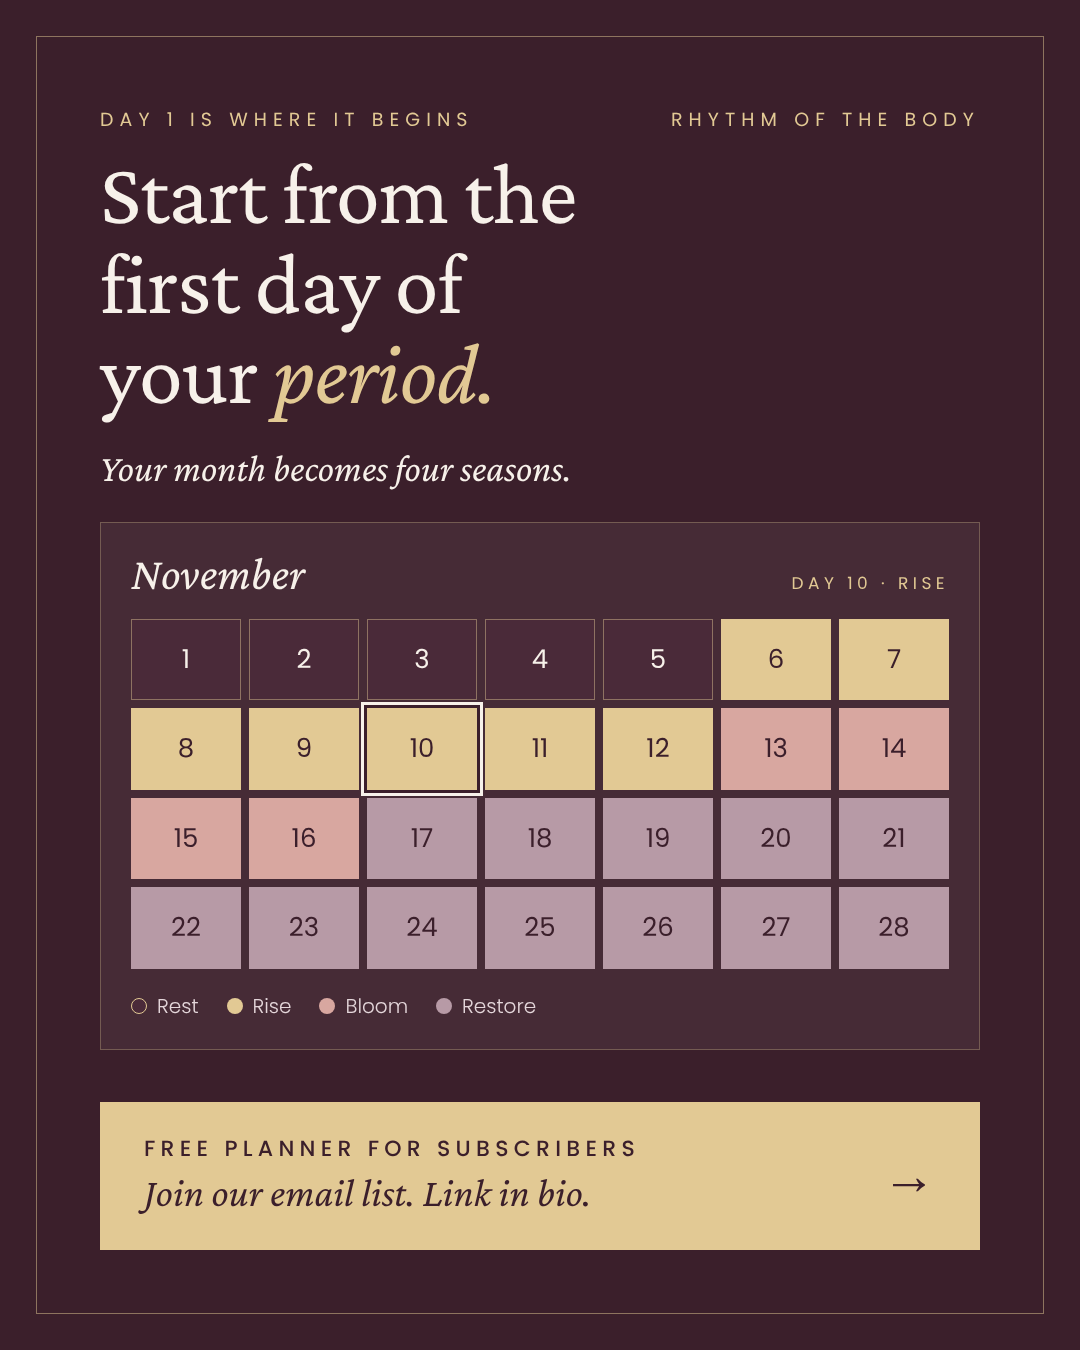 DAY 1 IS WHERE IT BEGINS
RHYTHM OF THE BODY
Start from the
first day of
your period.
Your month becomes four seasons.
November
DAY 10 · RISE
1 2 3 4 5 6 7
8 9 10 11 12 13 14
15 16 17 18 19 20 21
22 23 24 25 26 27 28
Rest Rise Bloom Restore
FREE PLANNER FOR SUBSCRIBERS
Join our email list. Link in bio.
→